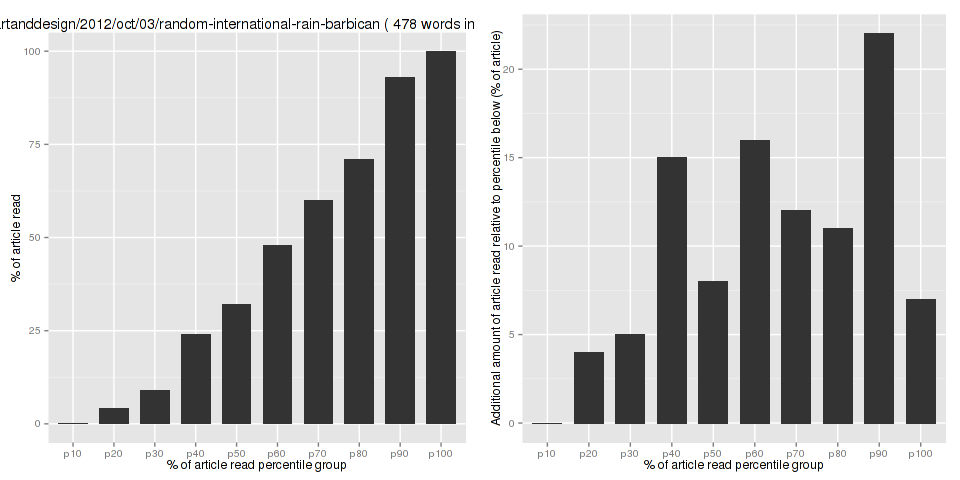 rtanddesign/2012/oct/03/random-international-rain-barbican ( 478 words in
% of article read
100
75
50
25
0
p10 p20 p30 p40 p50 p60 p70 p80 p90 p100
% of article read percentile group
Additional amount of article read relative to percentile below (% of article)
20
15
10
5
0
p10 p20 p30 p40 p50 p60 p70 p80 p90 p100
% of article read percentile group